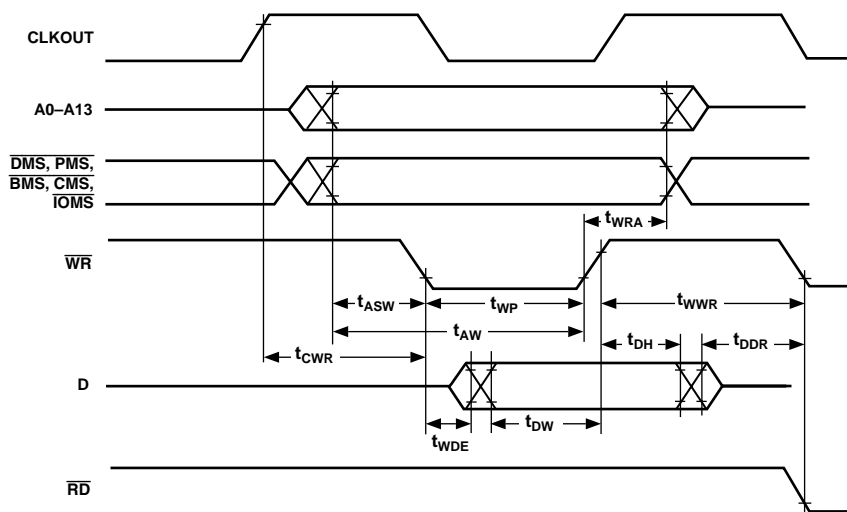 CLKOUT
A0–A13
DMS, PMS,
BMS, CMS,
IOMS
tWRA
WR
tASW
tWP
tWWR
tAW
tDH
tDDR
tCWR
D
tWDE
tDW
RD